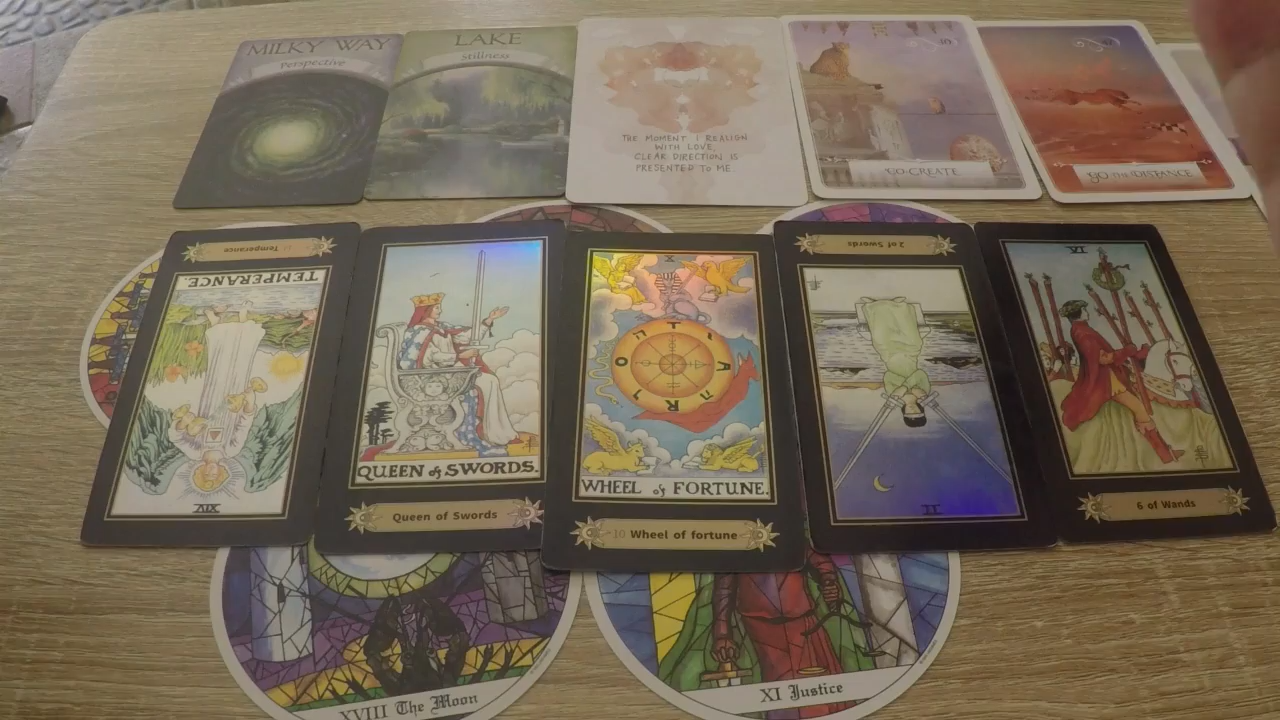 MILKY WAY
Perspective
LAKE
Stillness
THE MOMENT I REALIGN
WITH LOVE,
CLEAR DIRECTION IS
PRESENTED TO ME.
10
CO-CREATE
GO THE DISTANCE
Temperance
TEMPERANCE.
XIV
QUEEN of SWORDS.
Queen of Swords
X
T
A
R
O
WHEEL of FORTUNE.
10 Wheel of fortune
2 of Swords
II
VI
6 of Wands
XVIII The Moon
XI Justice